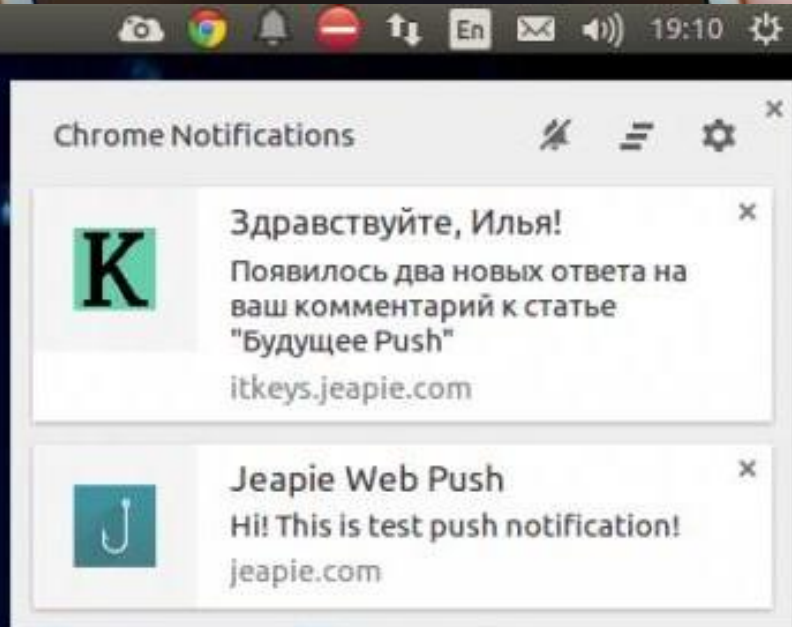 En 19:10
Chrome Notifications
K
Здравствуйте, Илья!
Появилось два новых ответа на
ваш комментарий к статье
"Будущее Push"
itkeys.jeapie.com
J
Jeapie Web Push
Hi! This is test push notification!
jeapie.com